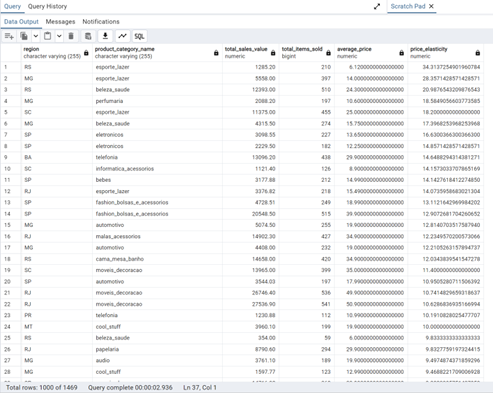 Query Query History Scratch Pad ×
Data Output Messages Notifications
SQL
region product_category_name total_sales_value total_items_sold average_price price_elasticity
character varying (255) character varying (255) numeric bigint numeric numeric
1 RS esporte_lazer 1285.20 210 6.1200000000000000 34.3137254901960784
2 MG esporte_lazer 5558.00 397 14.0000000000000000 28.3571428571428571
3 RS beleza_saude 12393.00 510 24.3000000000000000 20.9876543209876543
4 MG perfumaria 2088.20 197 10.6000000000000000 18.5849056603773585
5 SC esporte_lazer 11375.00 455 25.0000000000000000 18.2000000000000000
6 MG beleza_saude 4315.50 274 15.7500000000000000 17.3968253968253968
7 SP eletronicos 3098.55 227 13.6500000000000000 16.6300366300366300
8 SP eletronicos 2229.50 182 12.2500000000000000 14.8571428571428571
9 BA telefonia 13096.20 438 29.9000000000000000 14.6488294314381271
10 SC informatica_acessorios 1121.40 126 8.9000000000000000 14.1573033707865169
11 SP bebes 3177.88 212 14.9900000000000000 14.1427618412274850
12 RJ esporte_lazer 3376.82 218 15.4900000000000000 14.0735958683021304
13 SP fashion_bolsas_e_acessorios 4728.51 249 18.9900000000000000 13.1121642969984202
14 SP fashion_bolsas_e_acessorios 20548.50 515 39.9000000000000000 12.9072681704260652
15 MG automotivo 5074.50 255 19.9000000000000000 12.8140703517587940
16 RJ malas_acessorios 14902.30 427 34.9000000000000000 12.2349570200573066
17 MG automotivo 4408.00 232 19.0000000000000000 12.2105263157894737
18 RS cama_mesa_banho 14658.00 420 34.9000000000000000 12.0343839541547278
19 SC moveis_decoracao 13965.00 399 35.0000000000000000 11.4000000000000000
20 SP automotivo 3544.03 197 17.9900000000000000 10.9505280711506392
21 RJ moveis_decoracao 26746.40 536 49.9000000000000000 10.7414829659318637
22 RJ moveis_decoracao 27536.90 541 50.9000000000000000 10.6286836935166994
23 PR telefonia 1230.88 112 10.9900000000000000 10.1910828025477707
24 MT cool_stuff 3960.10 199 19.9000000000000000 10.0000000000000000
25 RS beleza_saude 354.00 59 6.0000000000000000 9.8333333333333333
26 RJ papelaria 8790.60 294 29.9000000000000000 9.8327759197324415
27 MG audio 3761.10 189 19.9000000000000000 9.4974874371859296
28 MG cool_stuff 1597.77 123 12.9900000000000000 9.4688221709006928
Total rows: 1000 of 1469 Query complete 00:00:02.936 Ln 37, Col 1